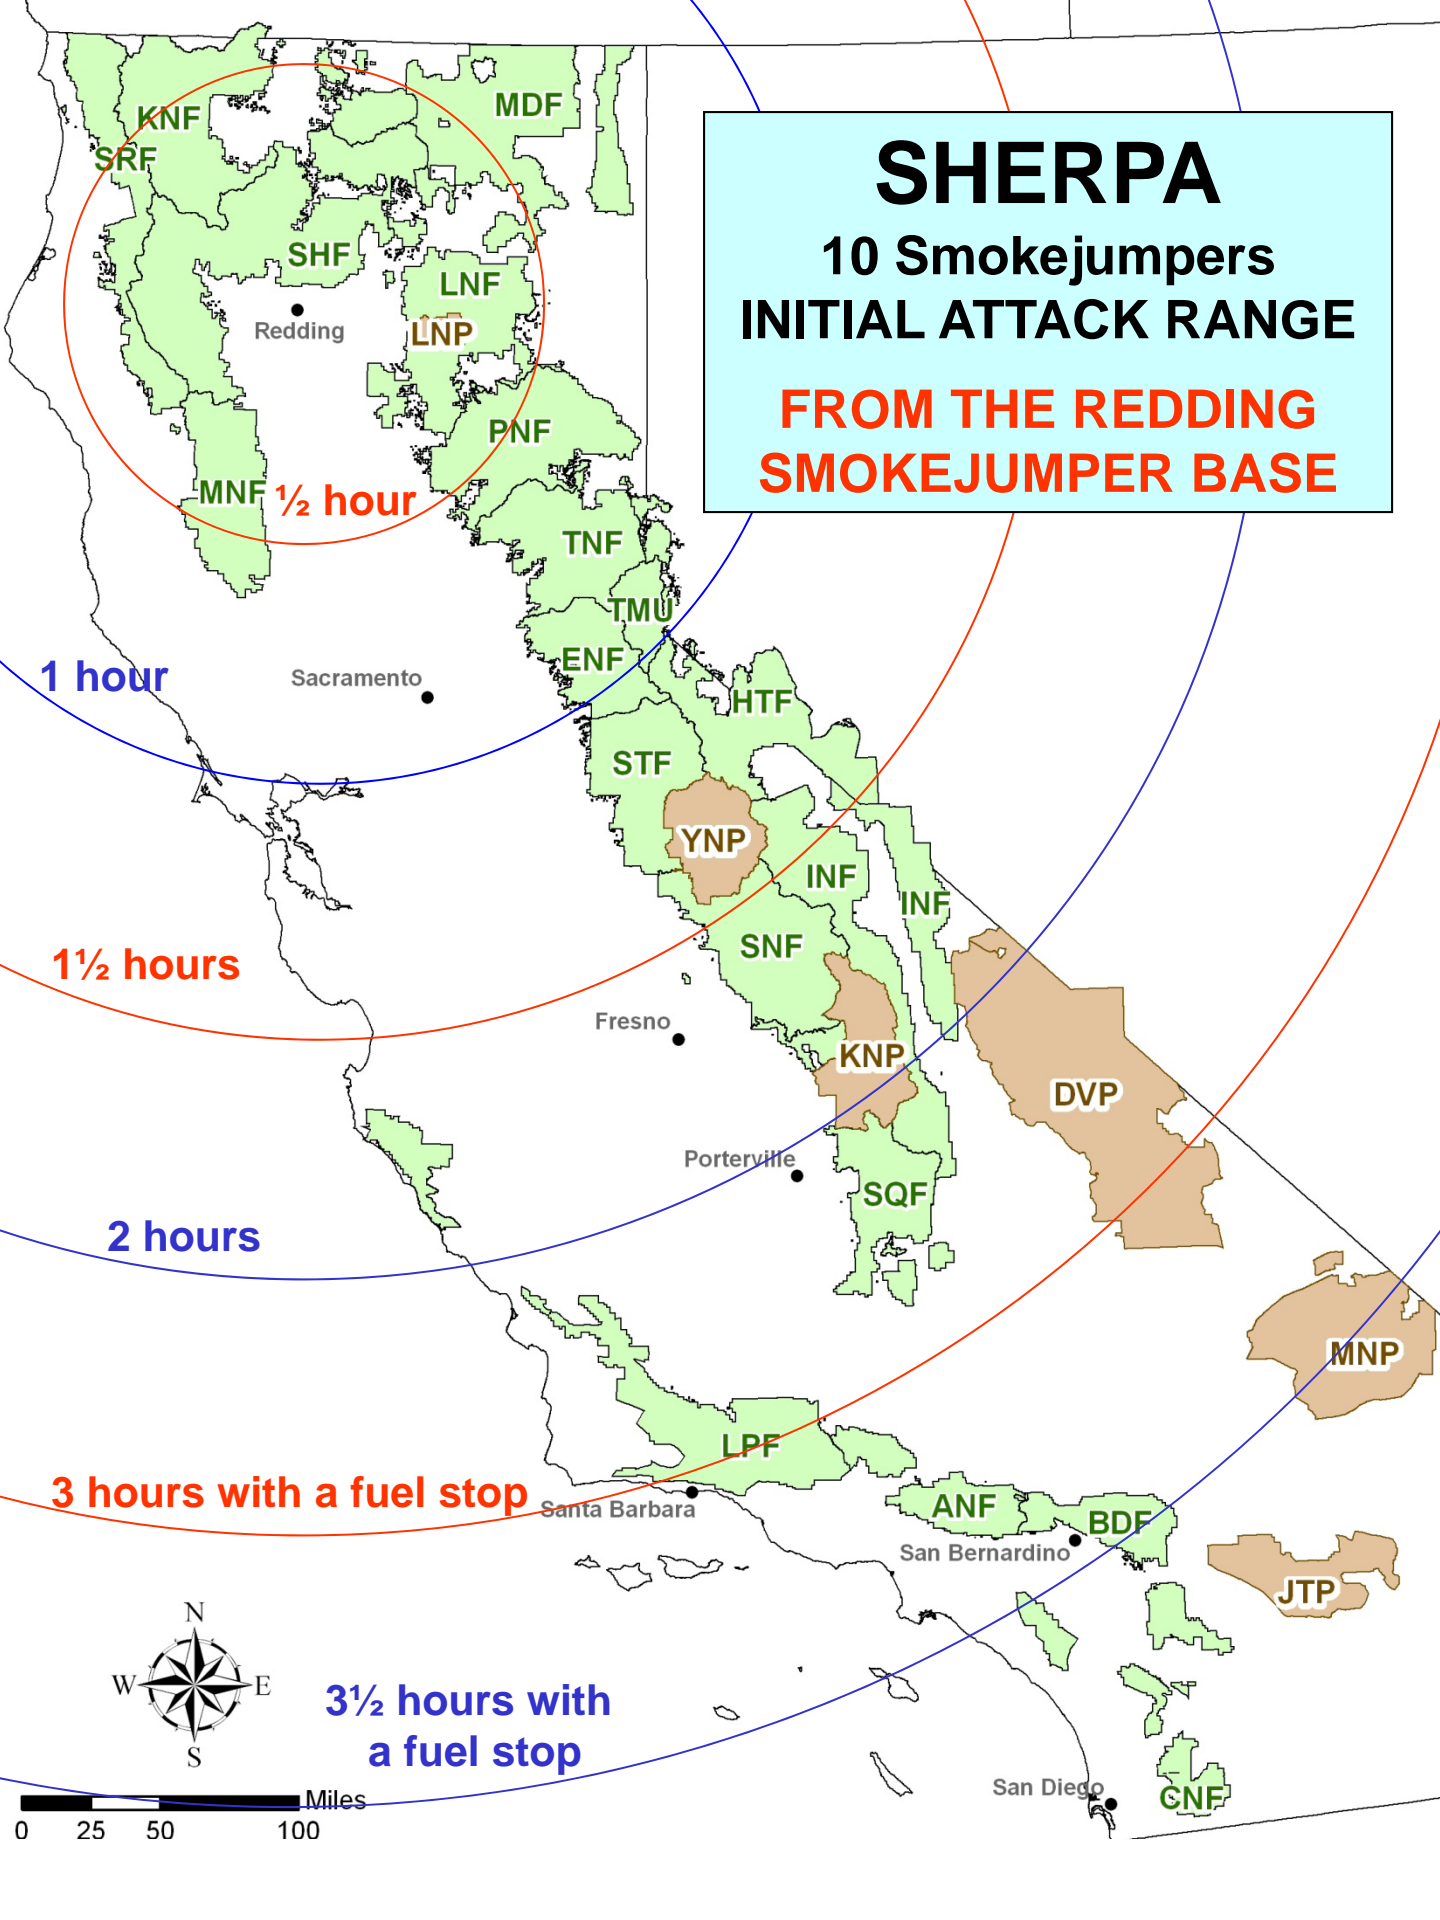 SHERPA
10 Smokejumpers
INITIAL ATTACK RANGE
FROM THE REDDING
SMOKEJUMPER BASE
KNF
MDF
SRF
SHF
LNF
Redding
LNP
PNF
MNF
½ hour
TNF
TMU
ENF
1 hour
Sacramento
HTF
STF
YNP
INF
INF
SNF
1½ hours
Fresno
KNP
DVP
Porterville
SQF
2 hours
MNP
LPF
3 hours with a fuel stop
Santa Barbara
ANF
BDF
San Bernardino
JTP
N
W
E
S
3½ hours with
a fuel stop
San Diego
CNF
Miles
0 25 50 100